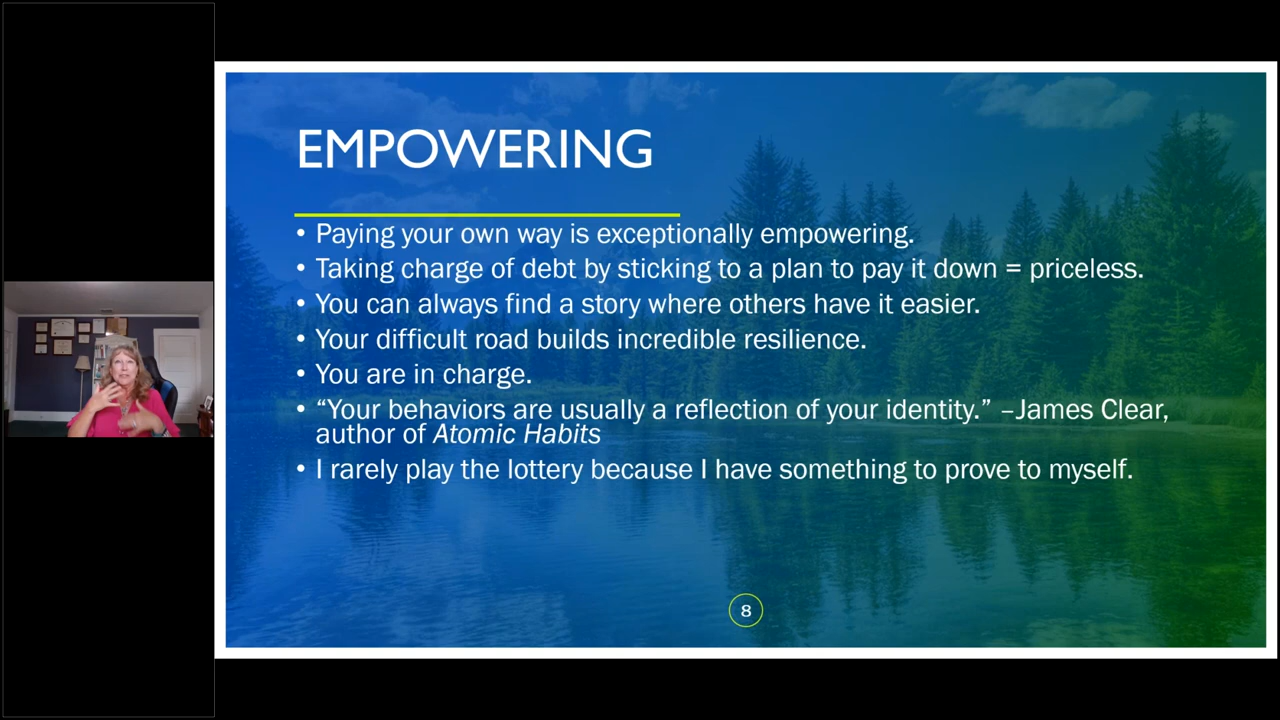 EMPOWERING
• Paying your own way is exceptionally empowering.
• Taking charge of debt by sticking to a plan to pay it down = priceless.
• You can always find a story where others have it easier.
• Your difficult road builds incredible resilience.
• You are in charge.
• “Your behaviors are usually a reflection of your identity.” –James Clear,
author of Atomic Habits
• I rarely play the lottery because I have something to prove to myself.
8